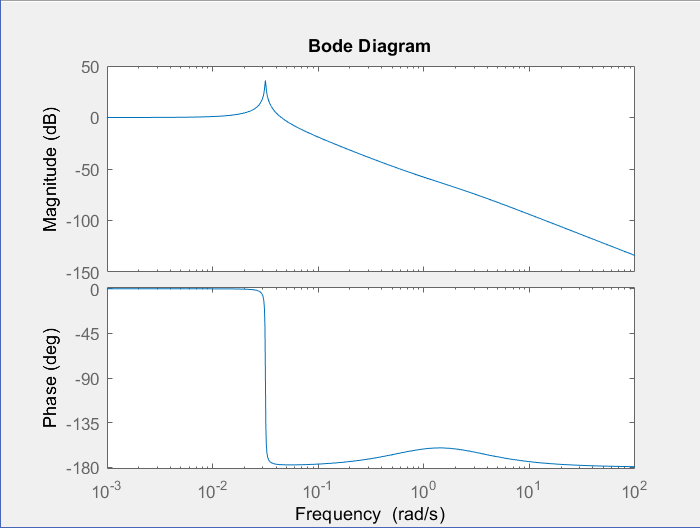 Bode Diagram
Magnitude (dB)
50
0
-50
-100
-150
Phase (deg)
0
-45
-90
-135
-180
10^-3 10^-2 10^-1 10^0 10^1 10^2
Frequency (rad/s)